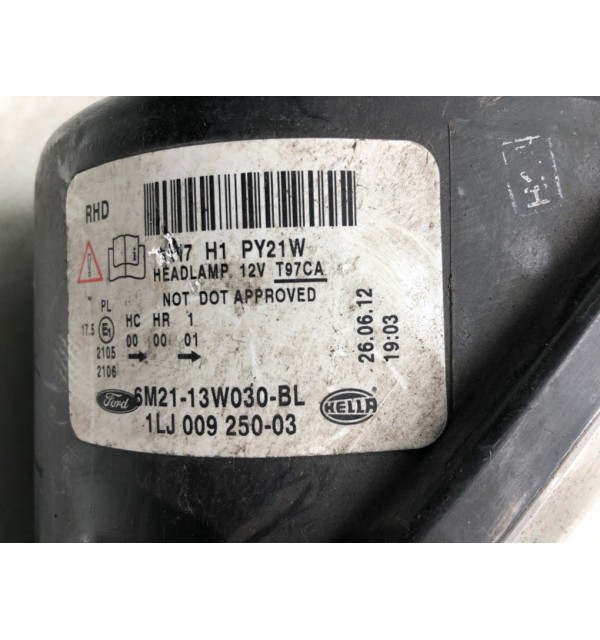 RHD
H7 H1 PY21W
HEADLAMP. 12V T97CA
NOT DOT APPROVED
PL HC HR 1
17.5 E1 00 00 01
2105
2106
26.06.12
19:03
Ford 6M21-13W030-BL
1LJ 009 250-03
HELLA